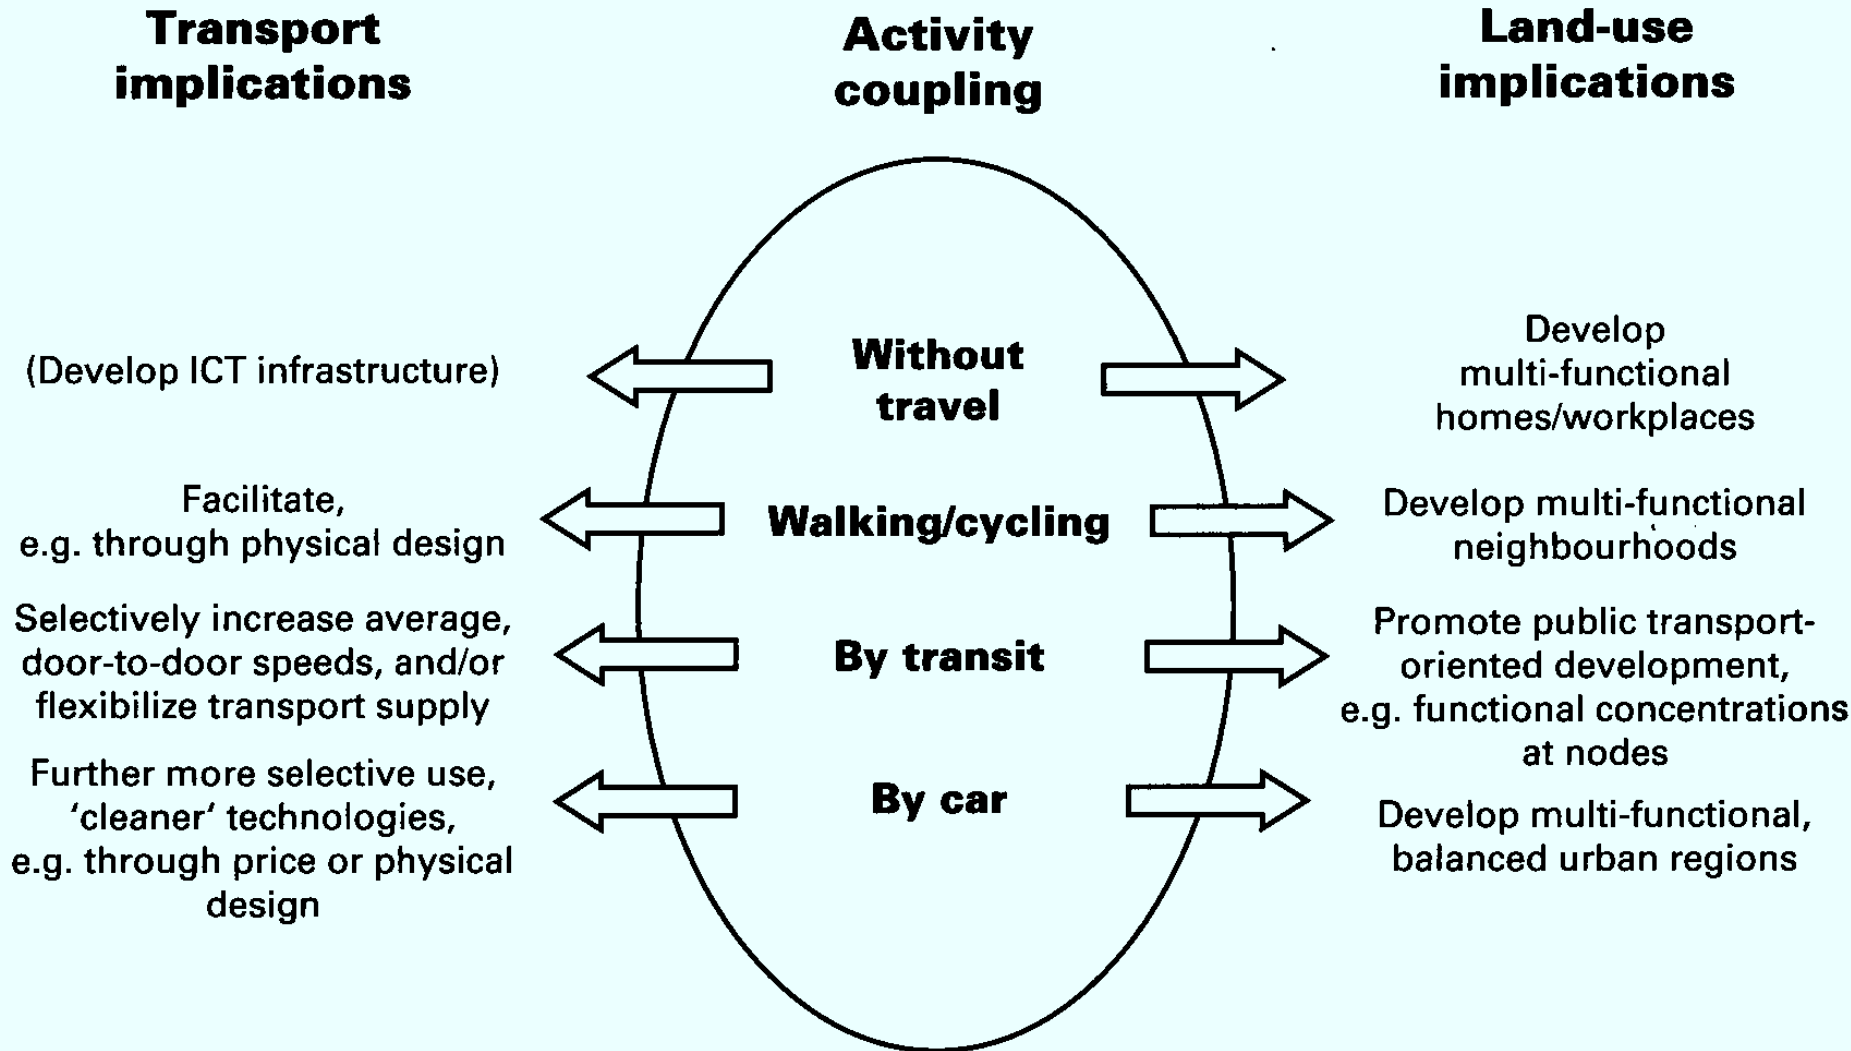 Transport
implications
Activity
coupling
Land-use
implications
(Develop ICT infrastructure)
Without
travel
Develop
multi-functional
homes/workplaces
Facilitate,
e.g. through physical design
Walking/cycling
Develop multi-functional
neighbourhoods
Selectively increase average,
door-to-door speeds, and/or
flexibilize transport supply
By transit
Promote public transport-
oriented development,
e.g. functional concentrations
at nodes
Further more selective use,
'cleaner' technologies,
e.g. through price or physical
design
By car
Develop multi-functional,
balanced urban regions